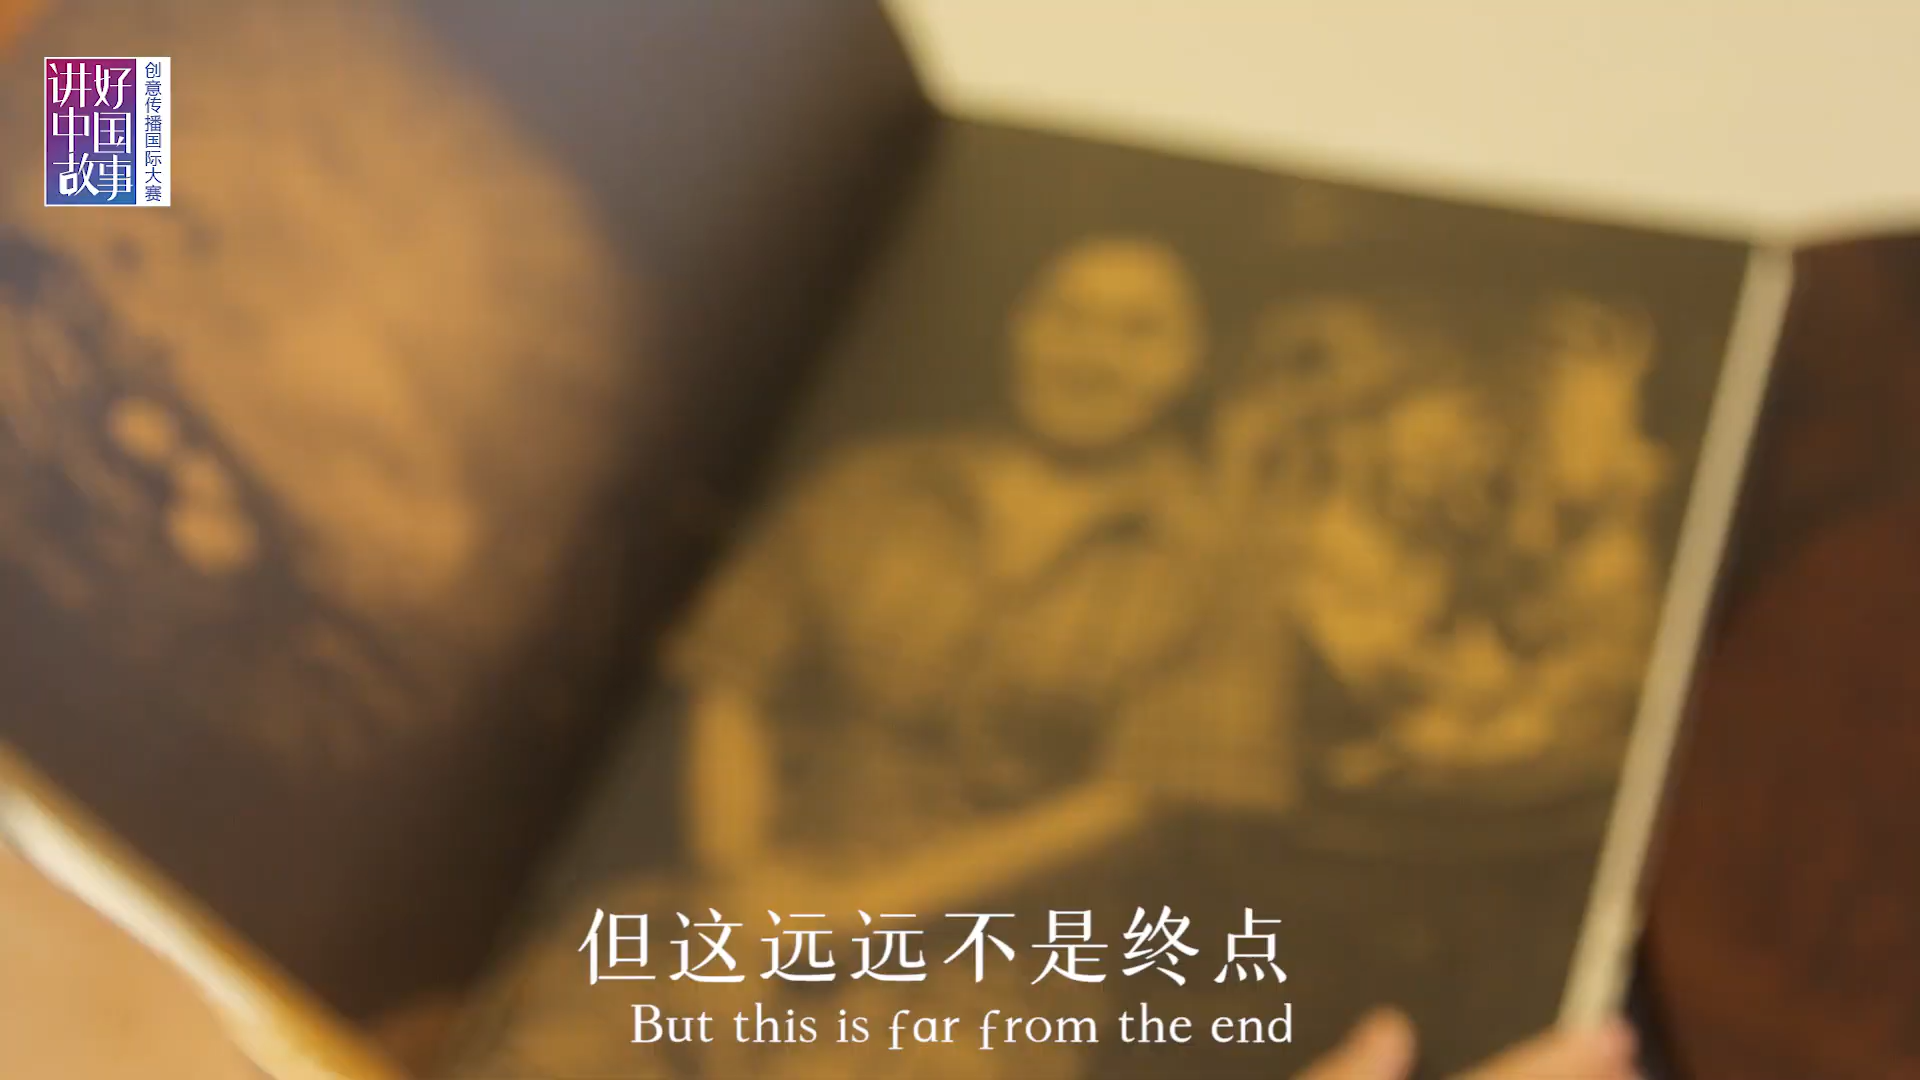 讲好
中国
故事
创意传播国际大赛
但这远远不是终点
But this is far from the end